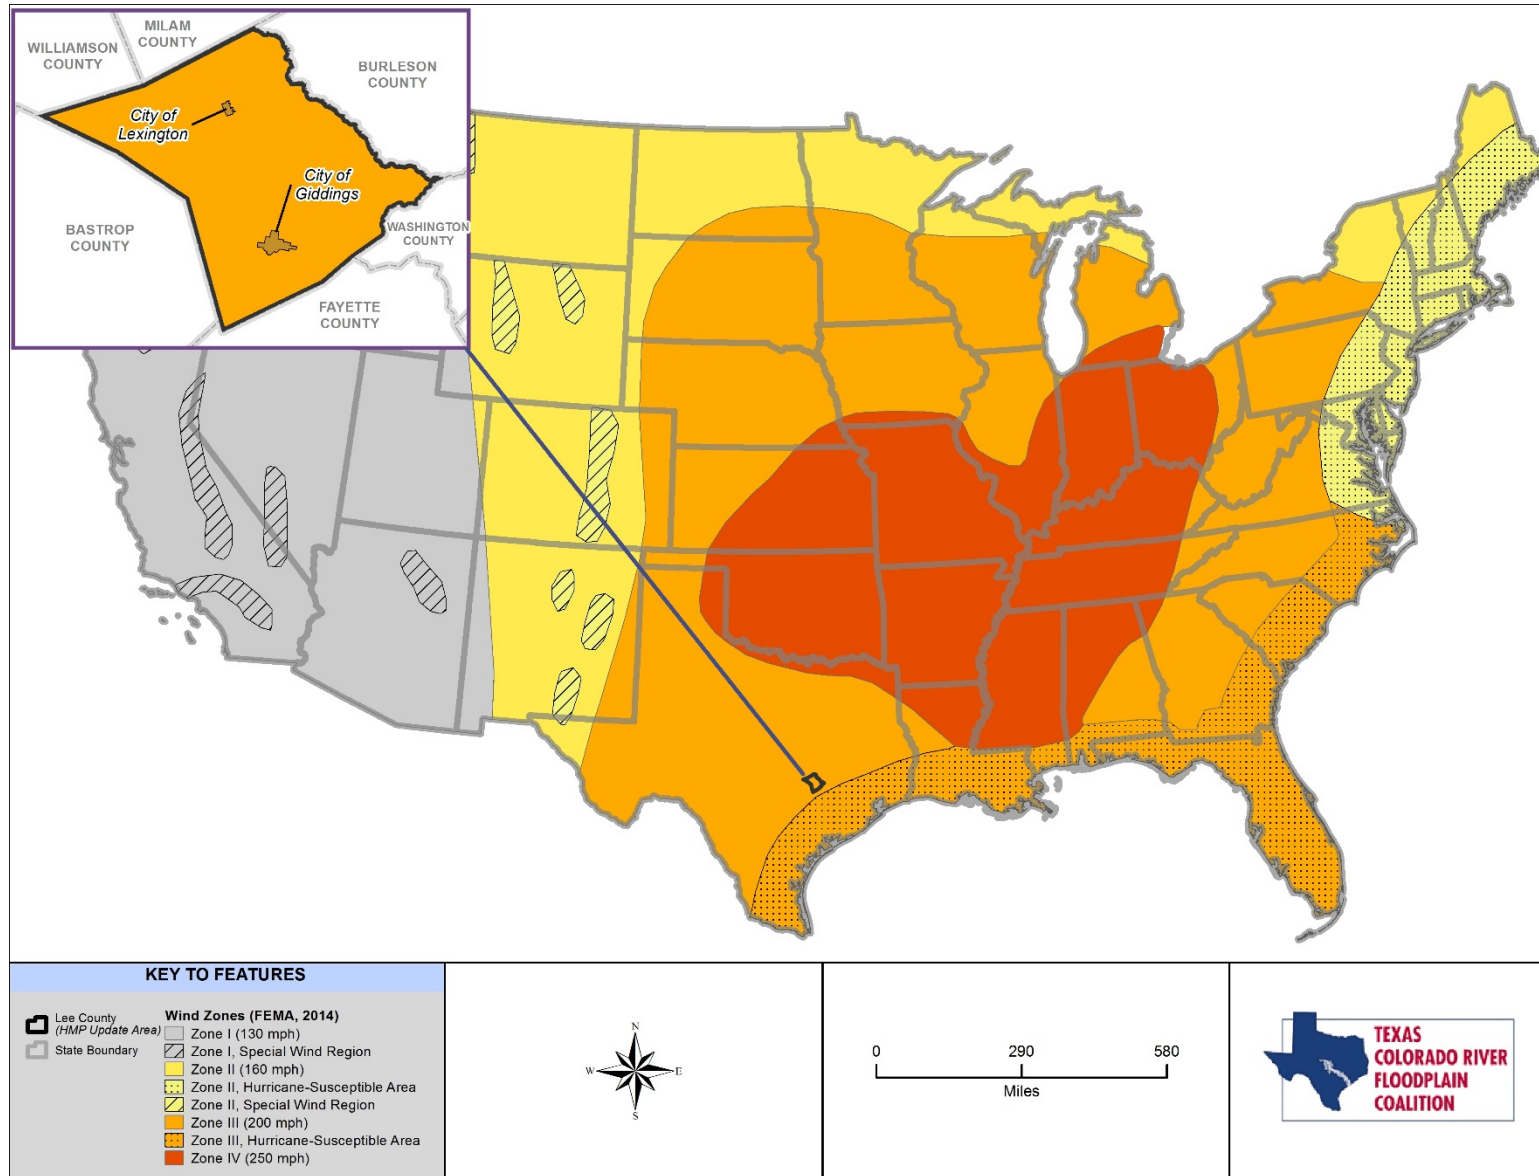 MILAM
COUNTY
WILLIAMSON
COUNTY
BURLESON
COUNTY
City of
Lexington
City of
Giddings
BASTROP
COUNTY
WASHINGTON
COUNTY
FAYETTE
COUNTY
KEY TO FEATURES
Lee County
(HMP Update Area)
State Boundary
Wind Zones (FEMA, 2014)
Zone I (130 mph)
Zone I, Special Wind Region
Zone II (160 mph)
Zone II, Hurricane-Susceptible Area
Zone II, Special Wind Region
Zone III (200 mph)
Zone III, Hurricane-Susceptible Area
Zone IV (250 mph)
N
W E
S
0 290 580
Miles
TEXAS
COLORADO RIVER
FLOODPLAIN
COALITION